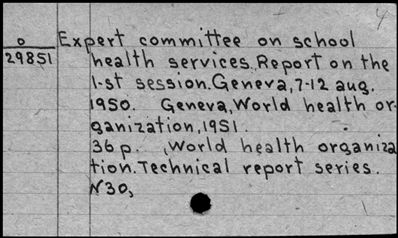 4
o
29851
Expert committee on school
health services. Report on the
1-st session. Geneva, 7-12 aug.
1950. Geneva, World health or-
ganization, 1951.
36 p. , World health organiza
tion. Technical report series.
N30,